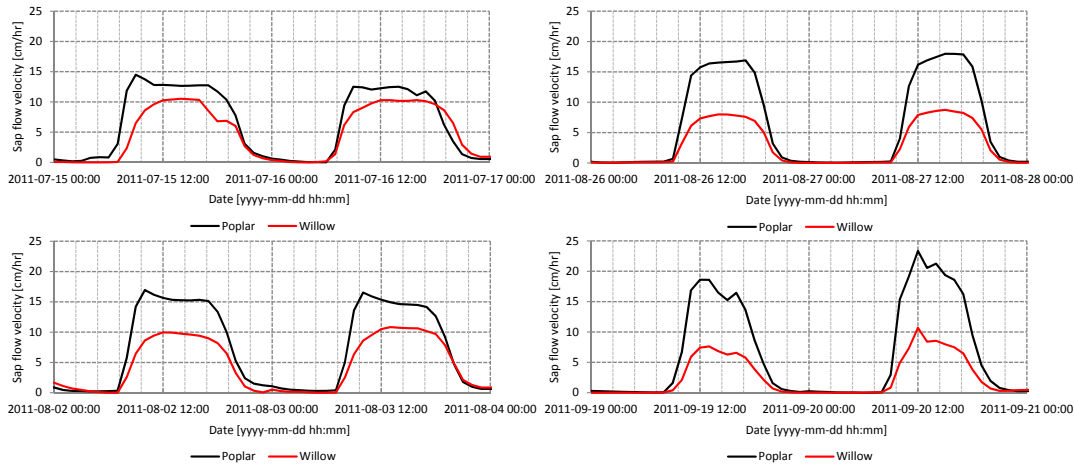 Sap flow velocity [cm/hr]
25
20
15
10
5
0
2011-07-15 00:00 2011-07-15 12:00 2011-07-16 00:00 2011-07-16 12:00 2011-07-17 00:00
Date [yyyy-mm-dd hh:mm]
Poplar Willow
Sap flow velocity [cm/hr]
25
20
15
10
5
0
2011-08-26 00:00 2011-08-26 12:00 2011-08-27 00:00 2011-08-27 12:00 2011-08-28 00:00
Date [yyyy-mm-dd hh:mm]
Poplar Willow
Sap flow velocity [cm/hr]
25
20
15
10
5
0
2011-08-02 00:00 2011-08-02 12:00 2011-08-03 00:00 2011-08-03 12:00 2011-08-04 00:00
Date [yyyy-mm-dd hh:mm]
Poplar Willow
Sap flow velocity [cm/hr]
25
20
15
10
5
0
2011-09-19 00:00 2011-09-19 12:00 2011-09-20 00:00 2011-09-20 12:00 2011-09-21 00:00
Date [yyyy-mm-dd hh:mm]
Poplar Willow